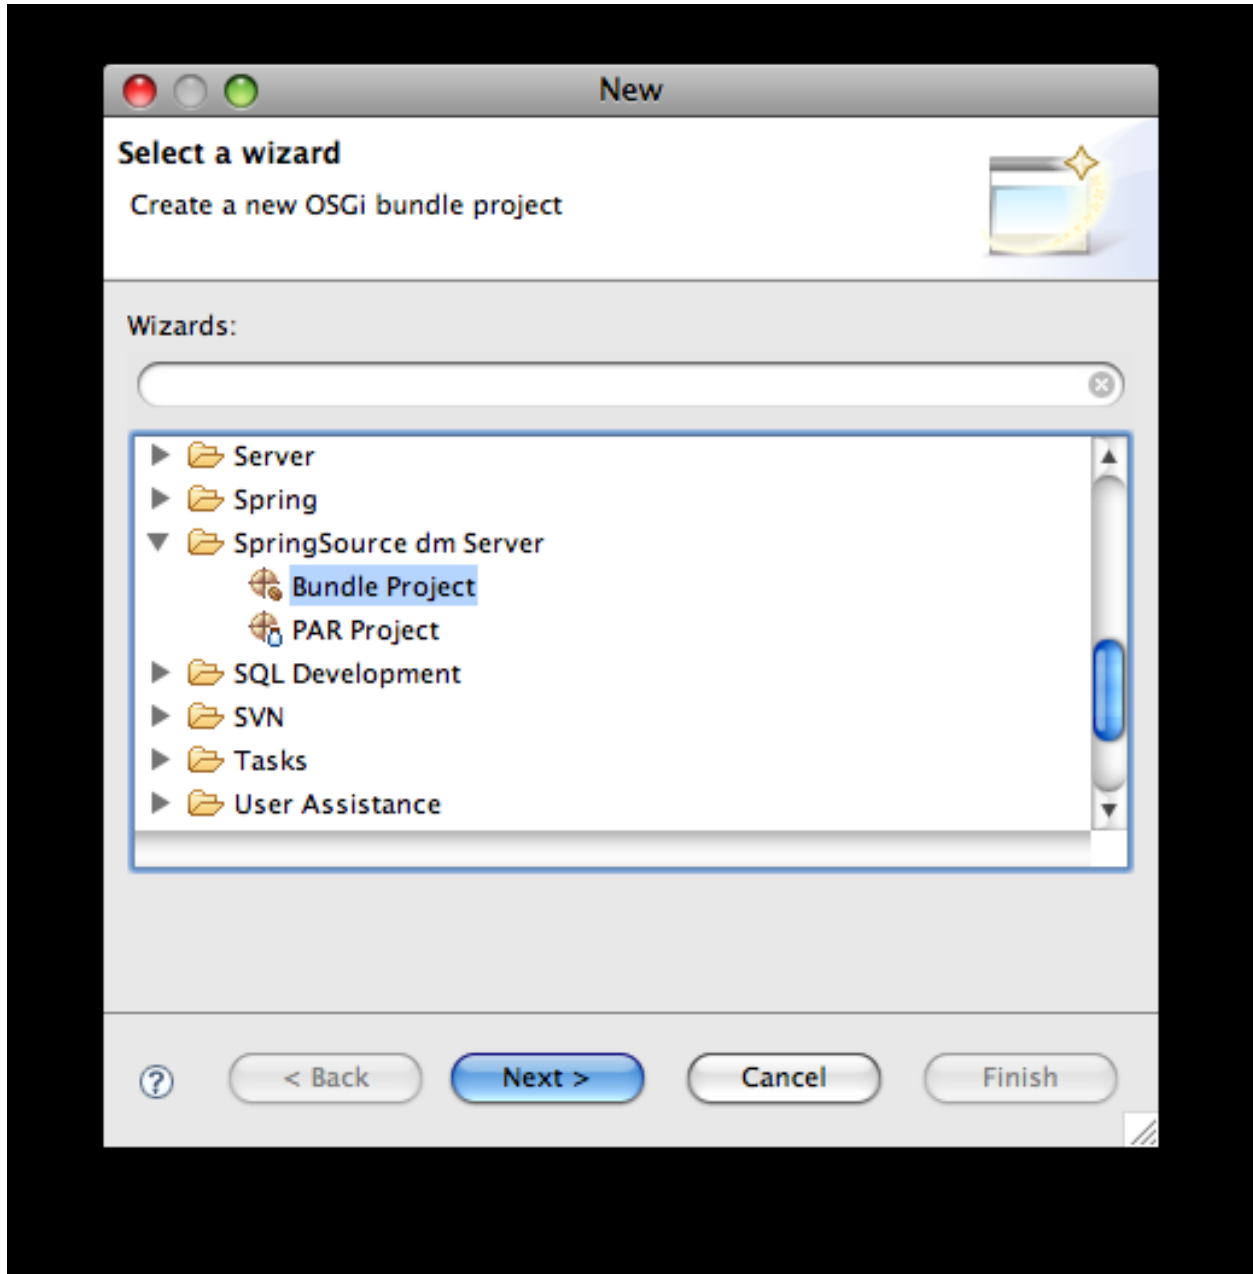 New
Select a wizard
Create a new OSGi bundle project
Wizards:
Server
Spring
SpringSource dm Server
Bundle Project
PAR Project
SQL Development
SVN
Tasks
User Assistance
? < Back Next > Cancel Finish